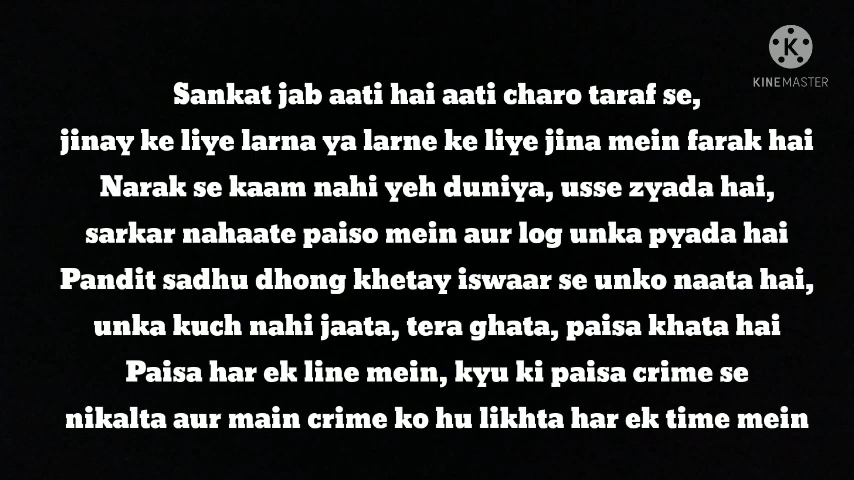 KINEMASTER
Sankat jab aati hai aati charo taraf se,
jinay ke liye larna ya larne ke liye jina mein farak hai
Narak se kaam nahi yeh duniya, usse zyada hai,
sarkar nahaate paiso mein aur log unka pyada hai
Pandit sadhu dhong khetay iswaar se unko naata hai,
unka kuch nahi jaata, tera ghata, paisa khata hai
Paisa har ek line mein, kyu ki paisa crime se
nikalta aur main crime ko hu likhta har ek time mein